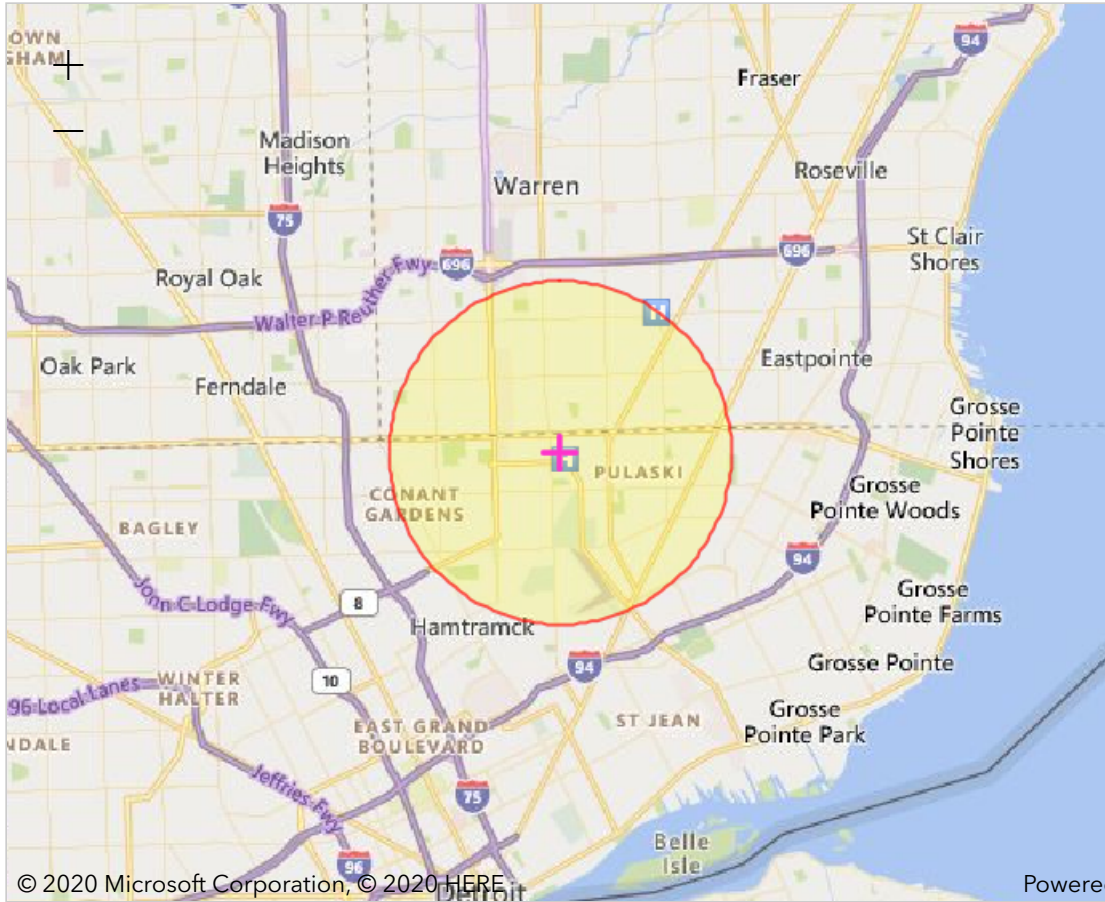 OWN
GHAM
94
Fraser
Madison
Heights
Roseville
Warren
75
St Clair
Shores
696
696
Royal Oak
Walter P Reuther Fwy
Eastpointe
Oak Park
Ferndale
Grosse
Pointe
Shores
PULASKI
CONANT
GARDENS
Grosse
Pointe Woods
BAGLEY
94
John C Lodge Fwy
8
Grosse
Pointe Farms
Hamtramck
94
Grosse Pointe
WINTER
HALTER
10
96 Local Lanes
Grosse
Pointe Park
ST JEAN
EAST GRAND
BOULEVARD
NDALE
Jeffries Fwy
75
Belle
Isle
96
H
© 2020 Microsoft Corporation, © 2020 HERE
Detroit
Powered